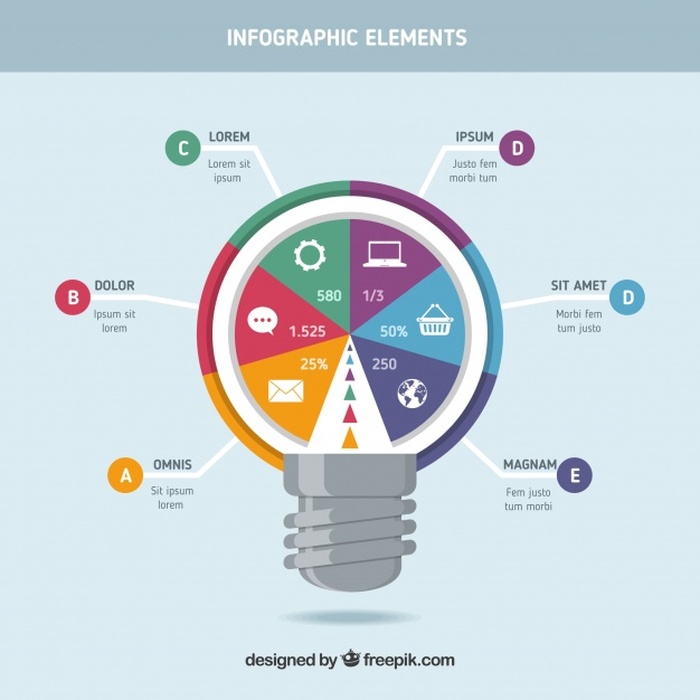 INFOGRAPHIC ELEMENTS
C
LOREM
Lorem sit
ipsum
IPSUM
D
Justo fem
morbi tum
B
DOLOR
Ipsum sit
lorem
SIT AMET
D
Morbi fem
tum justo
580
1/3
1.525
50%
25%
250
A
OMNIS
Sit ipsum
lorem
MAGNAM
E
Fem justo
tum morbi
designed by freepik.com